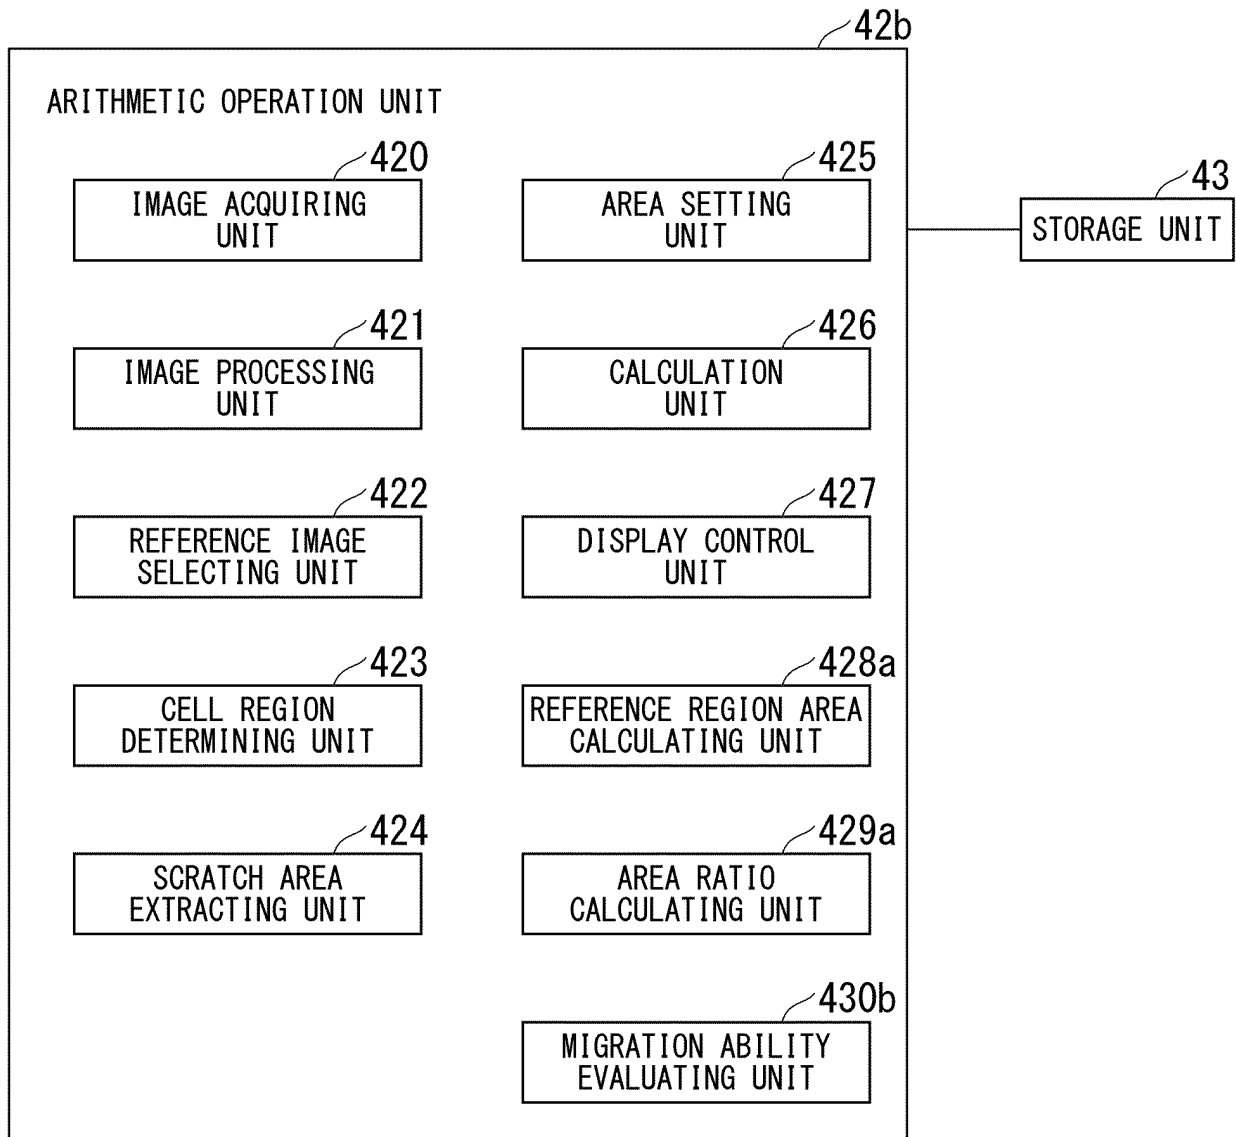 42b
ARITHMETIC OPERATION UNIT
420
IMAGE ACQUIRING
UNIT
425
AREA SETTING
UNIT
43
STORAGE UNIT
421
IMAGE PROCESSING
UNIT
426
CALCULATION
UNIT
422
REFERENCE IMAGE
SELECTING UNIT
427
DISPLAY CONTROL
UNIT
423
CELL REGION
DETERMINING UNIT
428a
REFERENCE REGION AREA
CALCULATING UNIT
424
SCRATCH AREA
EXTRACTING UNIT
429a
AREA RATIO
CALCULATING UNIT
430b
MIGRATION ABILITY
EVALUATING UNIT